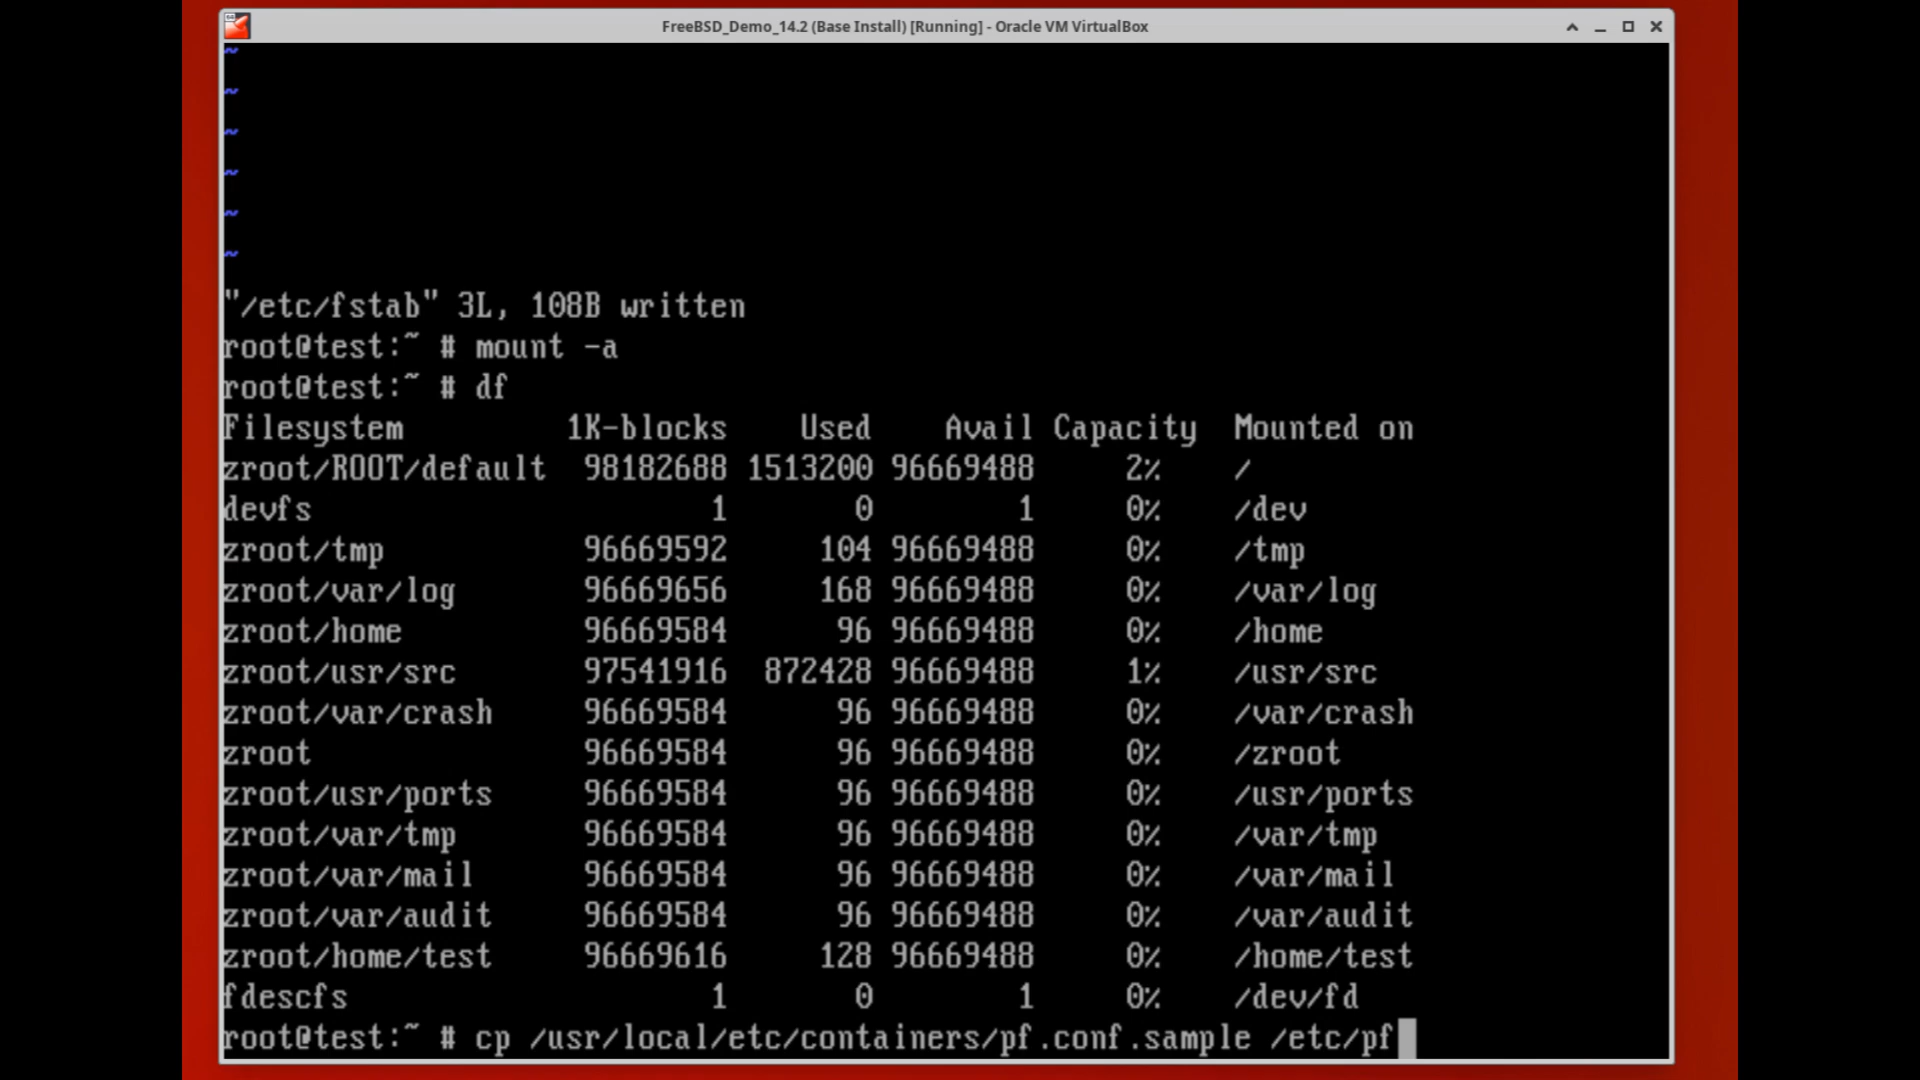 FreeBSD_Demo_14.2 (Base Install) [Running] - Oracle VM VirtualBox
~
~
~
~
~
~
"/etc/fstab" 3L, 108B written
root@test:~ # mount -a
root@test:~ # df
Filesystem 1K-blocks Used Avail Capacity Mounted on
zroot/ROOT/default 98182688 1513200 96669488 2% /
devfs 1 0 1 0% /dev
zroot/tmp 96669592 104 96669488 0% /tmp
zroot/var/log 96669656 168 96669488 0% /var/log
zroot/home 96669584 96 96669488 0% /home
zroot/usr/src 97541916 872428 96669488 1% /usr/src
zroot/var/crash 96669584 96 96669488 0% /var/crash
zroot 96669584 96 96669488 0% /zroot
zroot/usr/ports 96669584 96 96669488 0% /usr/ports
zroot/var/tmp 96669584 96 96669488 0% /var/tmp
zroot/var/mail 96669584 96 96669488 0% /var/mail
zroot/var/audit 96669584 96 96669488 0% /var/audit
zroot/home/test 96669616 128 96669488 0% /home/test
fdescfs 1 0 1 0% /dev/fd
root@test:~ # cp /usr/local/etc/containers/pf.conf.sample /etc/pf